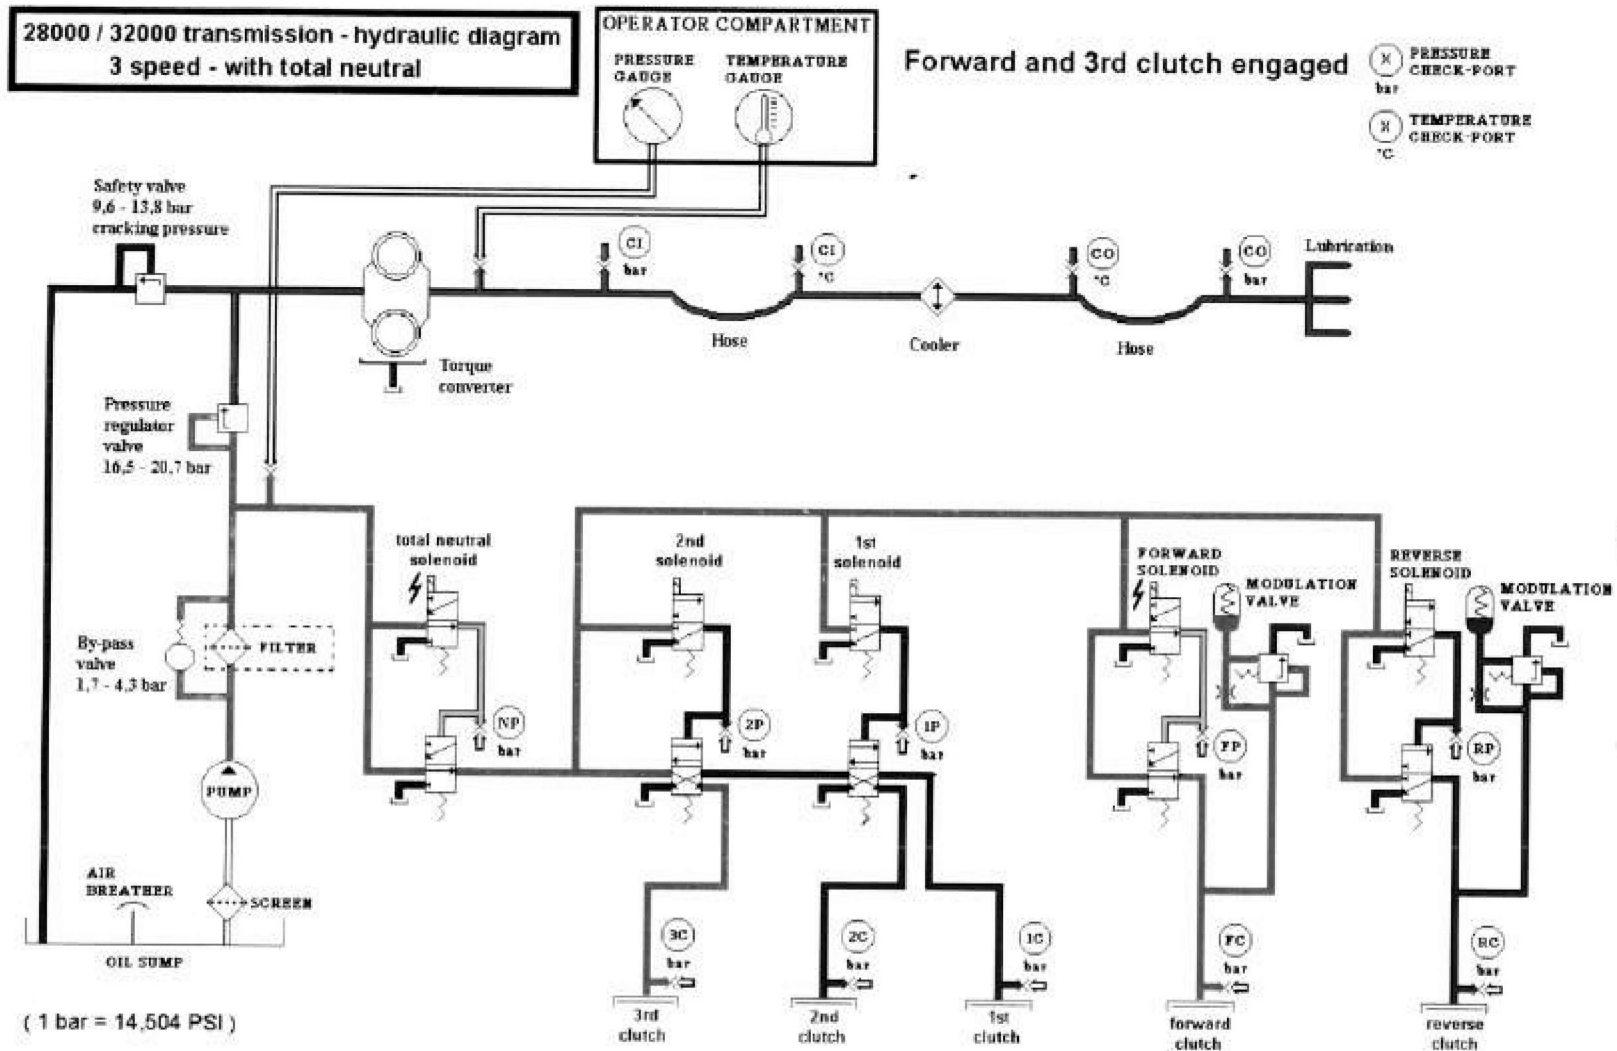 28000 / 32000 transmission - hydraulic diagram
3 speed - with total neutral
OPERATOR COMPARTMENT
PRESSURE
GAUGE
TEMPERATURE
GAUGE
Forward and 3rd clutch engaged
X
PRESSURE
CHECK-PORT
bar
X
TEMPERATURE
CHECK-PORT
°C
Safety valve
9,6 - 13,8 bar
cracking pressure
CI
bar
CI
°C
CO
°C
CO
bar
Lubrication
Hose
Cooler
Hose
Torque
converter
Pressure
regulator
valve
16,5 - 20,7 bar
total neutral
solenoid
2nd
solenoid
1st
solenoid
FORWARD
SOLENOID
MODULATION
VALVE
REVERSE
SOLENOID
MODULATION
VALVE
By-pass
valve
1,7 - 4,3 bar
FILTER
NP
bar
2P
bar
1P
bar
FP
bar
RP
bar
PUMP
AIR
BREATHER
SCREEN
OIL SUMP
3C
bar
2C
bar
1C
bar
FC
bar
RC
bar
( 1 bar = 14,504 PSI )
3rd
clutch
2nd
clutch
1st
clutch
forward
clutch
reverse
clutch